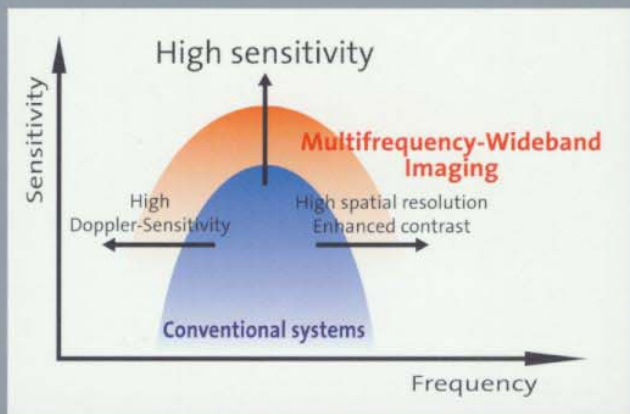 High sensitivity
Sensitivity
Multifrequency-Wideband
Imaging
High
Doppler-Sensitivity
High spatial resolution
Enhanced contrast
Conventional systems
Frequency